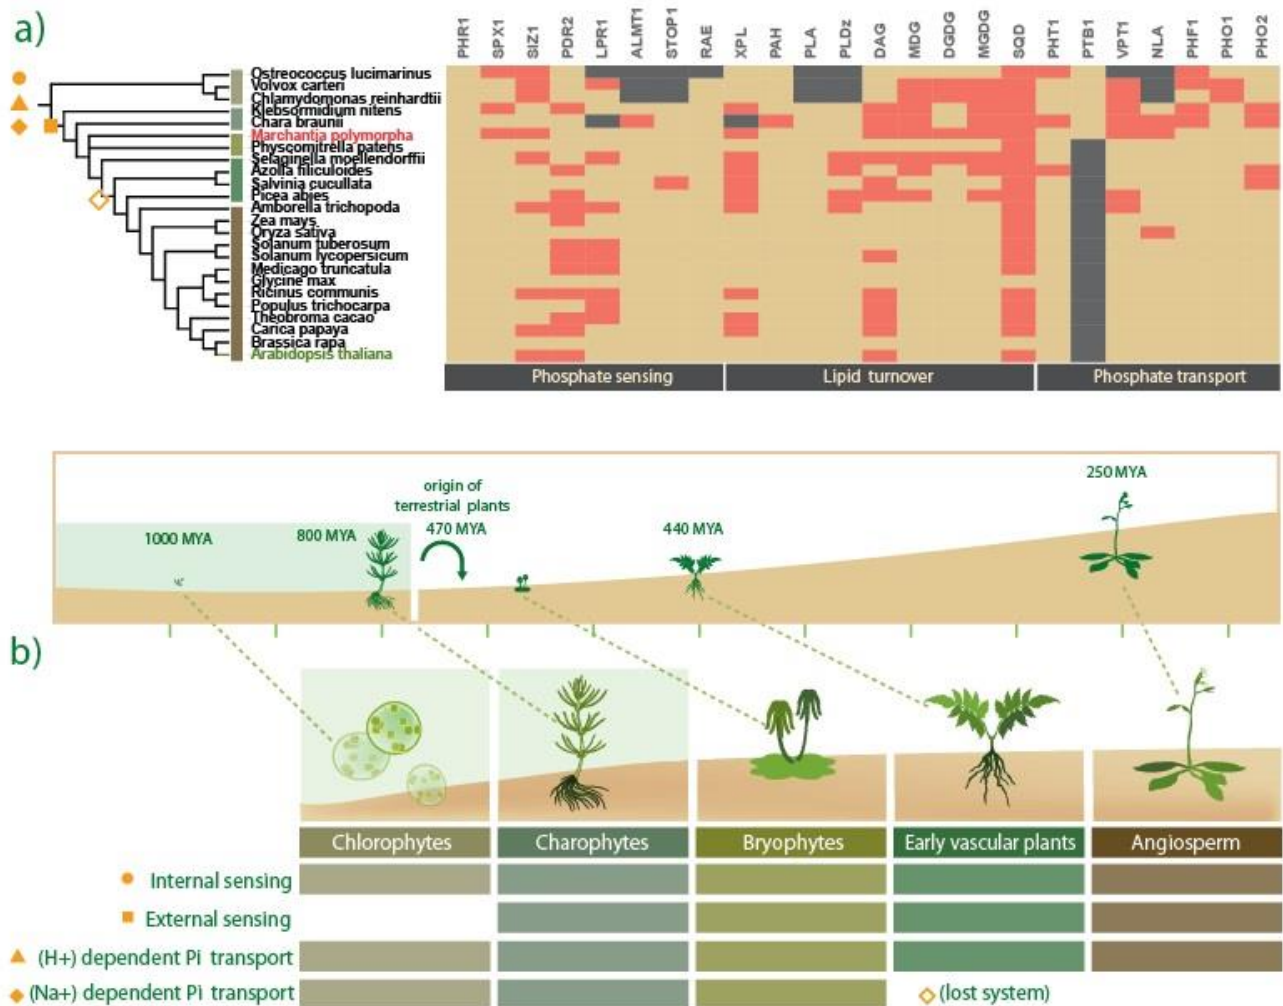 a)
PHR1
SPX1
SIZ1
PDR2
LPR1
ALMT1
STOP1
RAE
XPL
PAH
PLA
PLDz
DAG
MDG
DGDG
MGDG
SQD
PHT1
PTB1
VPT1
NLA
PHF1
PHO1
PHO2
Ostreococcus lucimarinus
Volvox carteri
Chlamydomonas reinhardtii
Klebsormidium nitens
Chara braunii
Marchantia polymorpha
Physcomitrella patens
Selaginella moellendorffii
Azolla filiculoides
Salvinia cucullata
Picea abies
Amborella trichopoda
Zea mays
Oryza sativa
Solanum tuberosum
Solanum lycopersicum
Medicago truncatula
Glycine max
Ricinus communis
Populus trichocarpa
Theobroma cacao
Carica papaya
Brassica rapa
Arabidopsis thaliana
Phosphate sensing
Lipid turnover
Phosphate transport
1000 MYA
800 MYA
origin of
terrestrial plants
470 MYA
440 MYA
250 MYA
b)
Chlorophytes
Charophytes
Bryophytes
Early vascular plants
Angiosperm
Internal sensing
External sensing
(H+) dependent Pi transport
(Na+) dependent Pi transport
(lost system)